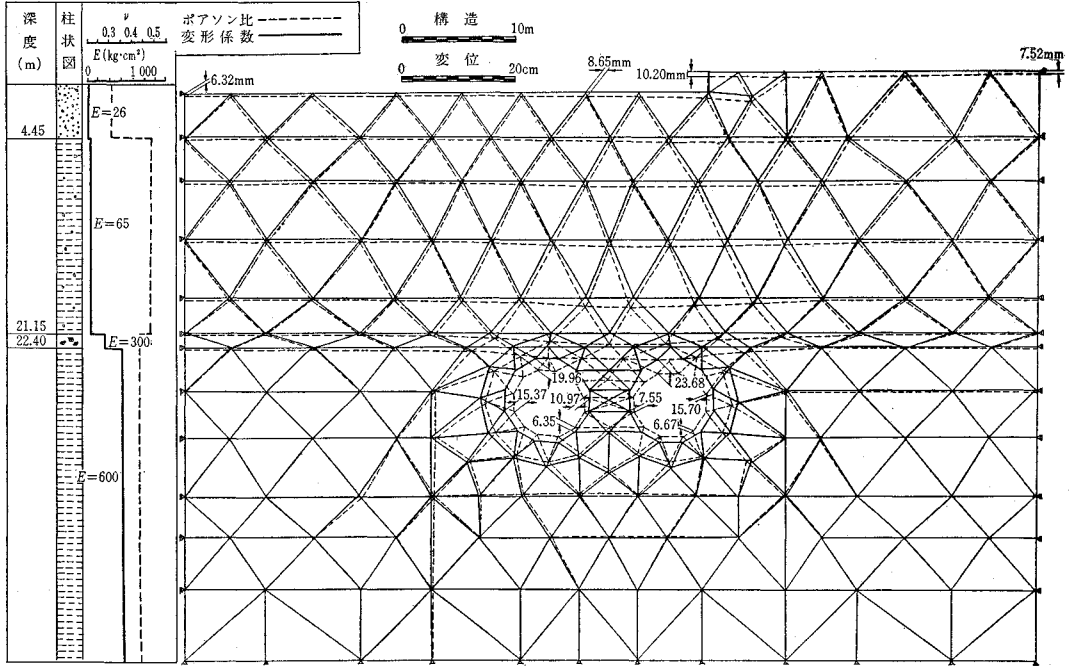 深度(m)
柱状図
ν
0.3 0.4 0.5
E(kg·cm²)
0 1000
ポアソン比
変形係数
構造
0 10m
変位
0 20cm
6.32mm
8.65mm
10.20mm
7.52mm
E=26
4.45
E=65
21.15
22.40
E=300
E=600
19.95
23.68
15.37
10.97
7.55
15.70
6.35
6.67